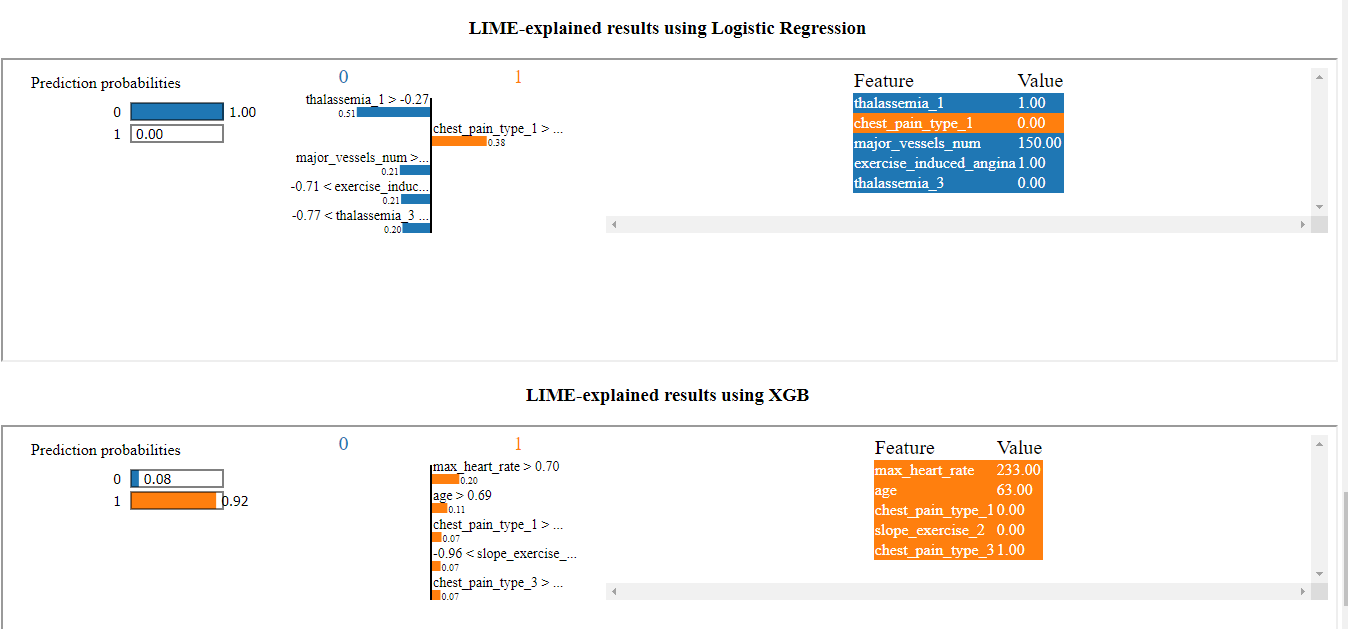 LIME-explained results using Logistic Regression
Prediction probabilities
0 1.00
1 0.00
0 1
thalassemia_1 > -0.27
0.51
chest_pain_type_1 > ...
0.38
major_vessels_num >...
0.21
-0.71 < exercise_induc...
0.21
-0.77 < thalassemia_3 ...
0.20
Feature Value
thalassemia_1 1.00
chest_pain_type_1 0.00
major_vessels_num 150.00
exercise_induced_angina 1.00
thalassemia_3 0.00
LIME-explained results using XGB
Prediction probabilities
0 0.08
1 0.92
0 1
max_heart_rate > 0.70
0.20
age > 0.69
0.11
chest_pain_type_1 > ...
0.07
-0.96 < slope_exercise_...
0.07
chest_pain_type_3 > ...
0.07
Feature Value
max_heart_rate 233.00
age 63.00
chest_pain_type_1 0.00
slope_exercise_2 0.00
chest_pain_type_3 1.00